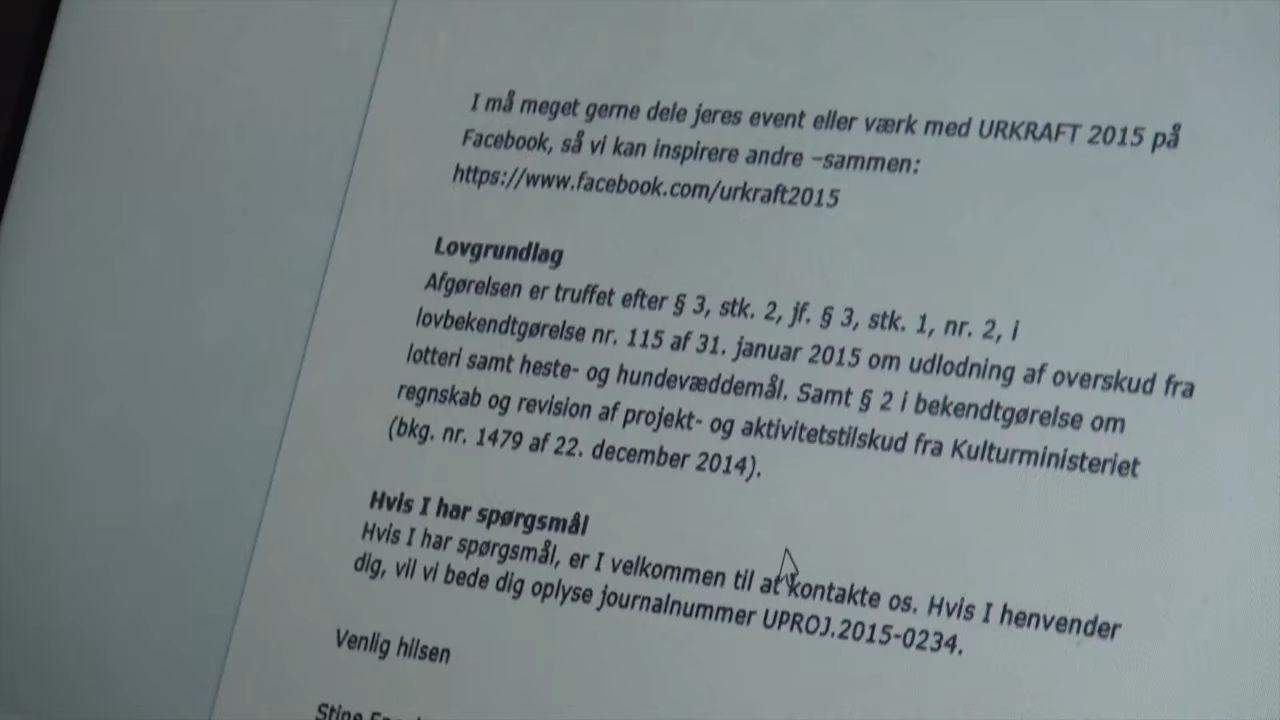 I må meget gerne dele jeres event eller værk med URKRAFT 2015 på
Facebook, så vi kan inspirere andre –sammen:
https://www.facebook.com/urkraft2015
Lovgrundlag
Afgørelsen er truffet efter § 3, stk. 2, jf. § 3, stk. 1, nr. 2, i
lovbekendtgørelse nr. 115 af 31. januar 2015 om udlodning af overskud fra
lotteri samt heste- og hundevæddemål. Samt § 2 i bekendtgørelse om
regnskab og revision af projekt- og aktivitetstilskud fra Kulturministeriet
(bkg. nr. 1479 af 22. december 2014).
Hvis I har spørgsmål
Hvis I har spørgsmål, er I velkommen til at kontakte os. Hvis I henvender
dig, vil vi bede dig oplyse journalnummer UPROJ.2015-0234.
Venlig hilsen
Stine